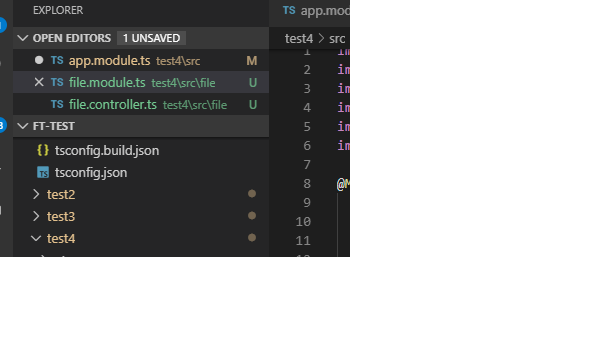 EXPLORER
OPEN EDITORS 1 UNSAVED
TS app.module.ts test4\src M
TS file.module.ts test4\src\file U
TS file.controller.ts test4\src\file U
FT-TEST
{} tsconfig.build.json
TS tsconfig.json
test2
test3
test4
TS app.mod
test4 > src
1 im
2 im
3 im
4 im
5 im
6 im
7
8 @M
9
10
11